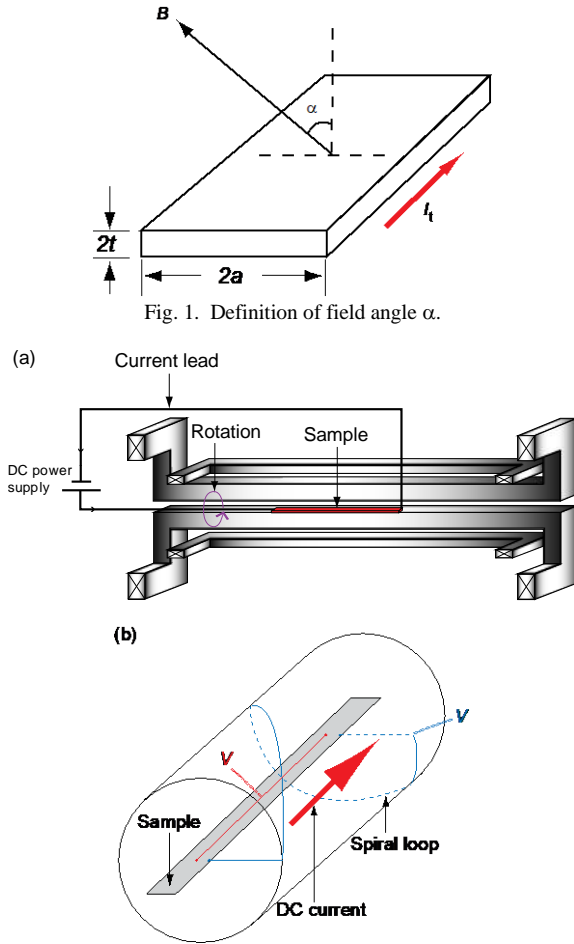 B
α
2t
2a
I_t
Fig. 1. Definition of field angle α.
(a)
Current lead
Rotation
Sample
DC power
supply
(b)
V
V
Sample
Spiral loop
DC current